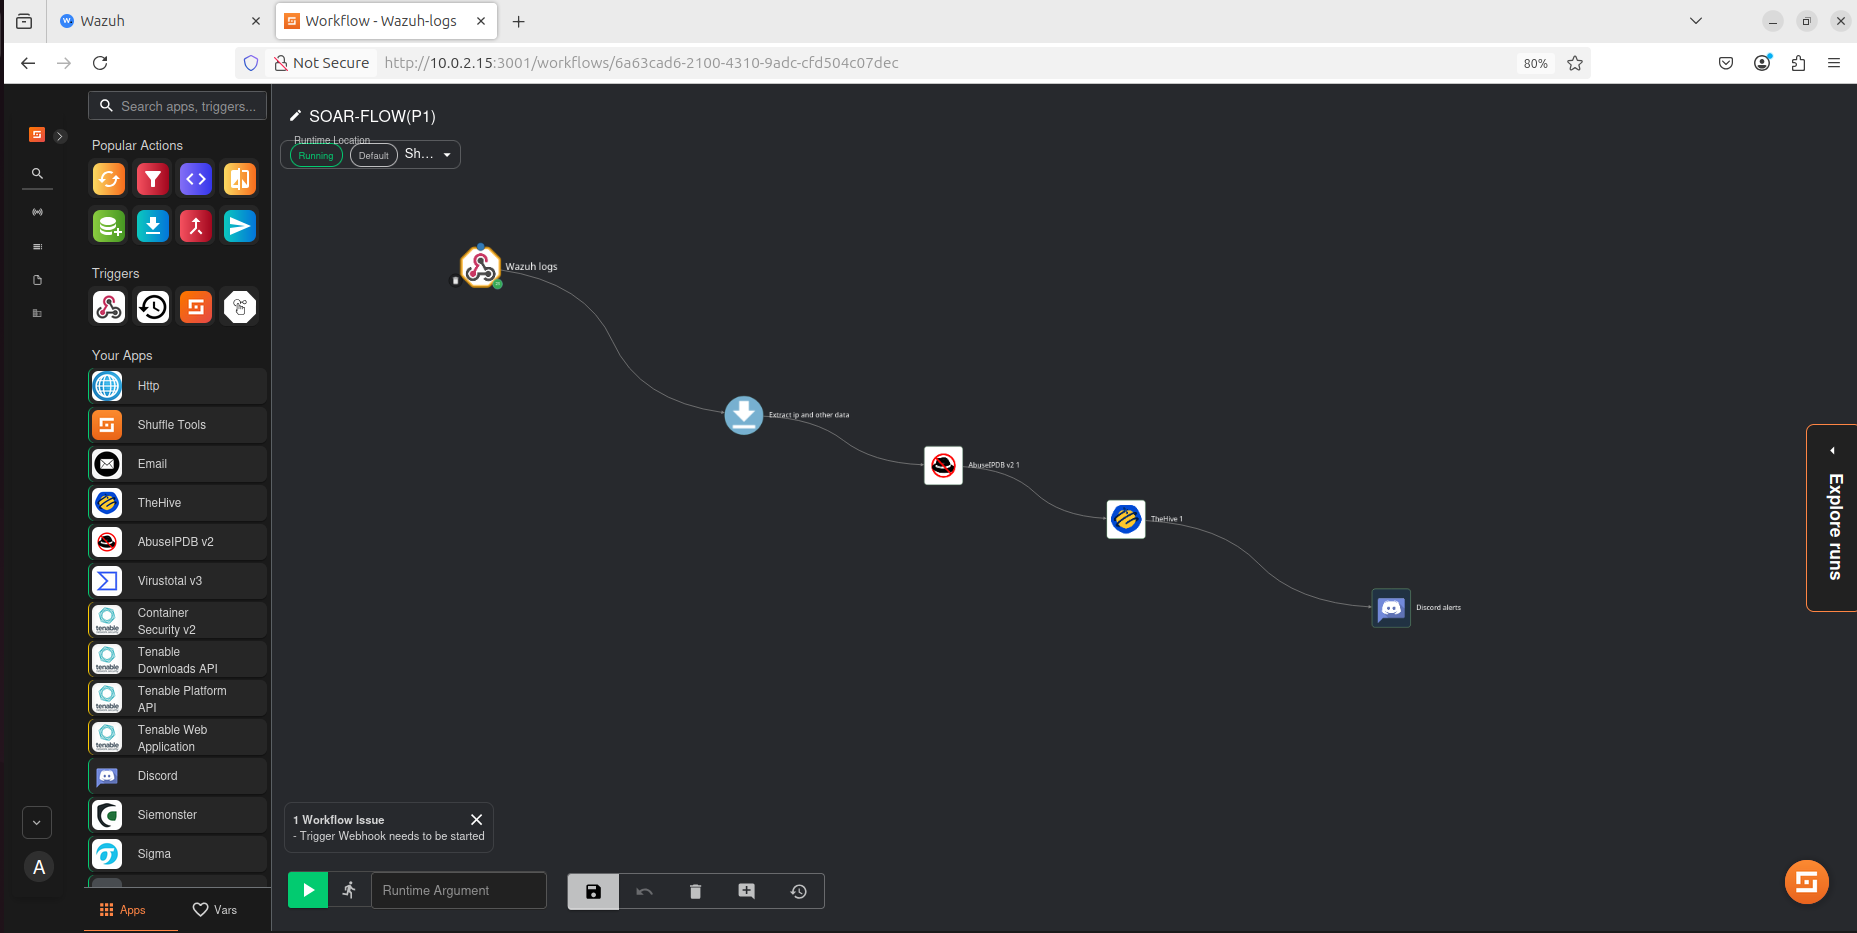 Wazuh
Workflow - Wazuh-logs
Not Secure
http://10.0.2.15:3001/workflows/6a63cad6-2100-4310-9adc-cfd504c07dec
80%
Search apps, triggers...
SOAR-FLOW(P1)
Runtime Location
Running
Default
Sh...
Popular Actions
Triggers
Your Apps
Http
Shuffle Tools
Email
TheHive
AbuseIPDB v2
Virustotal v3
Container
Security v2
Tenable
Downloads API
Tenable Platform
API
Tenable Web
Application
Discord
Siemonster
Sigma
tenable
tenable
tenable
tenable
A
Apps
Vars
Wazuh logs
Extract ip and other data
AbuseIPDB v2 1
TheHive 1
Discord alerts
Explore runs
1 Workflow Issue
- Trigger Webhook needs to be started
Runtime Argument